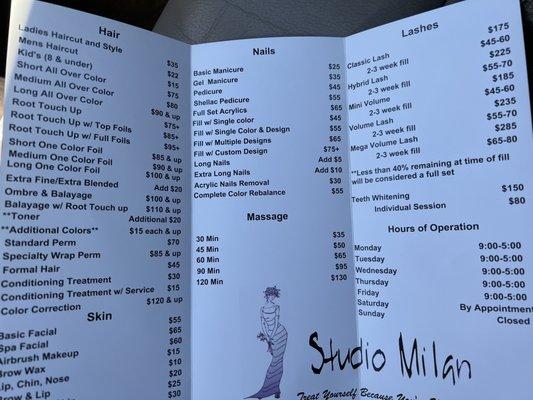 Hair
Ladies Haircut and Style $35
Mens Haircut $22
Kid's (8 & under) $15
Short All Over Color $75
Medium All Over Color $80
Long All Over Color $90 & up
Root Touch Up $75+
Root Touch Up w/ Top Foils $85+
Root Touch Up w/ Full Foils $95+
Short One Color Foil $85 & up
Medium One Color Foil $90 & up
Long One Color Foil $100 & up
Extra Fine/Extra Blended Add $20
Ombre & Balayage $100 & up
Balayage w/ Root Touch up $110 & up
**Toner Additional $20
**Additional Colors** $15 each & up
Standard Perm $70
Specialty Wrap Perm $85 & up
Formal Hair $45
Conditioning Treatment $30
Conditioning Treatment w/ Service $15
Color Correction $120 & up
Skin
Basic Facial $55
Spa Facial $65
Airbrush Makeup $60
Brow Wax $15
Lip, Chin, Nose $20
Brow & Lip $25
$30
Nails
Basic Manicure $25
Gel Manicure $35
Pedicure $45
Shellac Pedicure $55
Full Set Acrylics $65
Fill w/ Single color $45
Fill w/ Single Color & Design $55
Fill w/ Multiple Designs $65
Fill w/ Custom Design $75+
Long Nails Add $5
Extra Long Nails Add $10
Acrylic Nails Removal $30
Complete Color Rebalance $55
Massage
30 Min $35
45 Min $50
60 Min $65
90 Min $95
120 Min $130
Lashes
Classic Lash $175
2-3 week fill $45-60
Hybrid Lash $225
2-3 week fill $55-70
Mini Volume $185
2-3 week fill $45-60
Volume Lash $235
2-3 week fill $55-70
Mega Volume Lash $285
2-3 week fill $65-80
**Less than 40% remaining at time of fill
will be considered a full set
Teeth Whitening $150
Individual Session $80
Hours of Operation
Monday 9:00-5:00
Tuesday 9:00-5:00
Wednesday 9:00-5:00
Thursday 9:00-5:00
Friday 9:00-5:00
Saturday By Appointment
Sunday Closed
Studio Milan
Treat Yourself Because You're